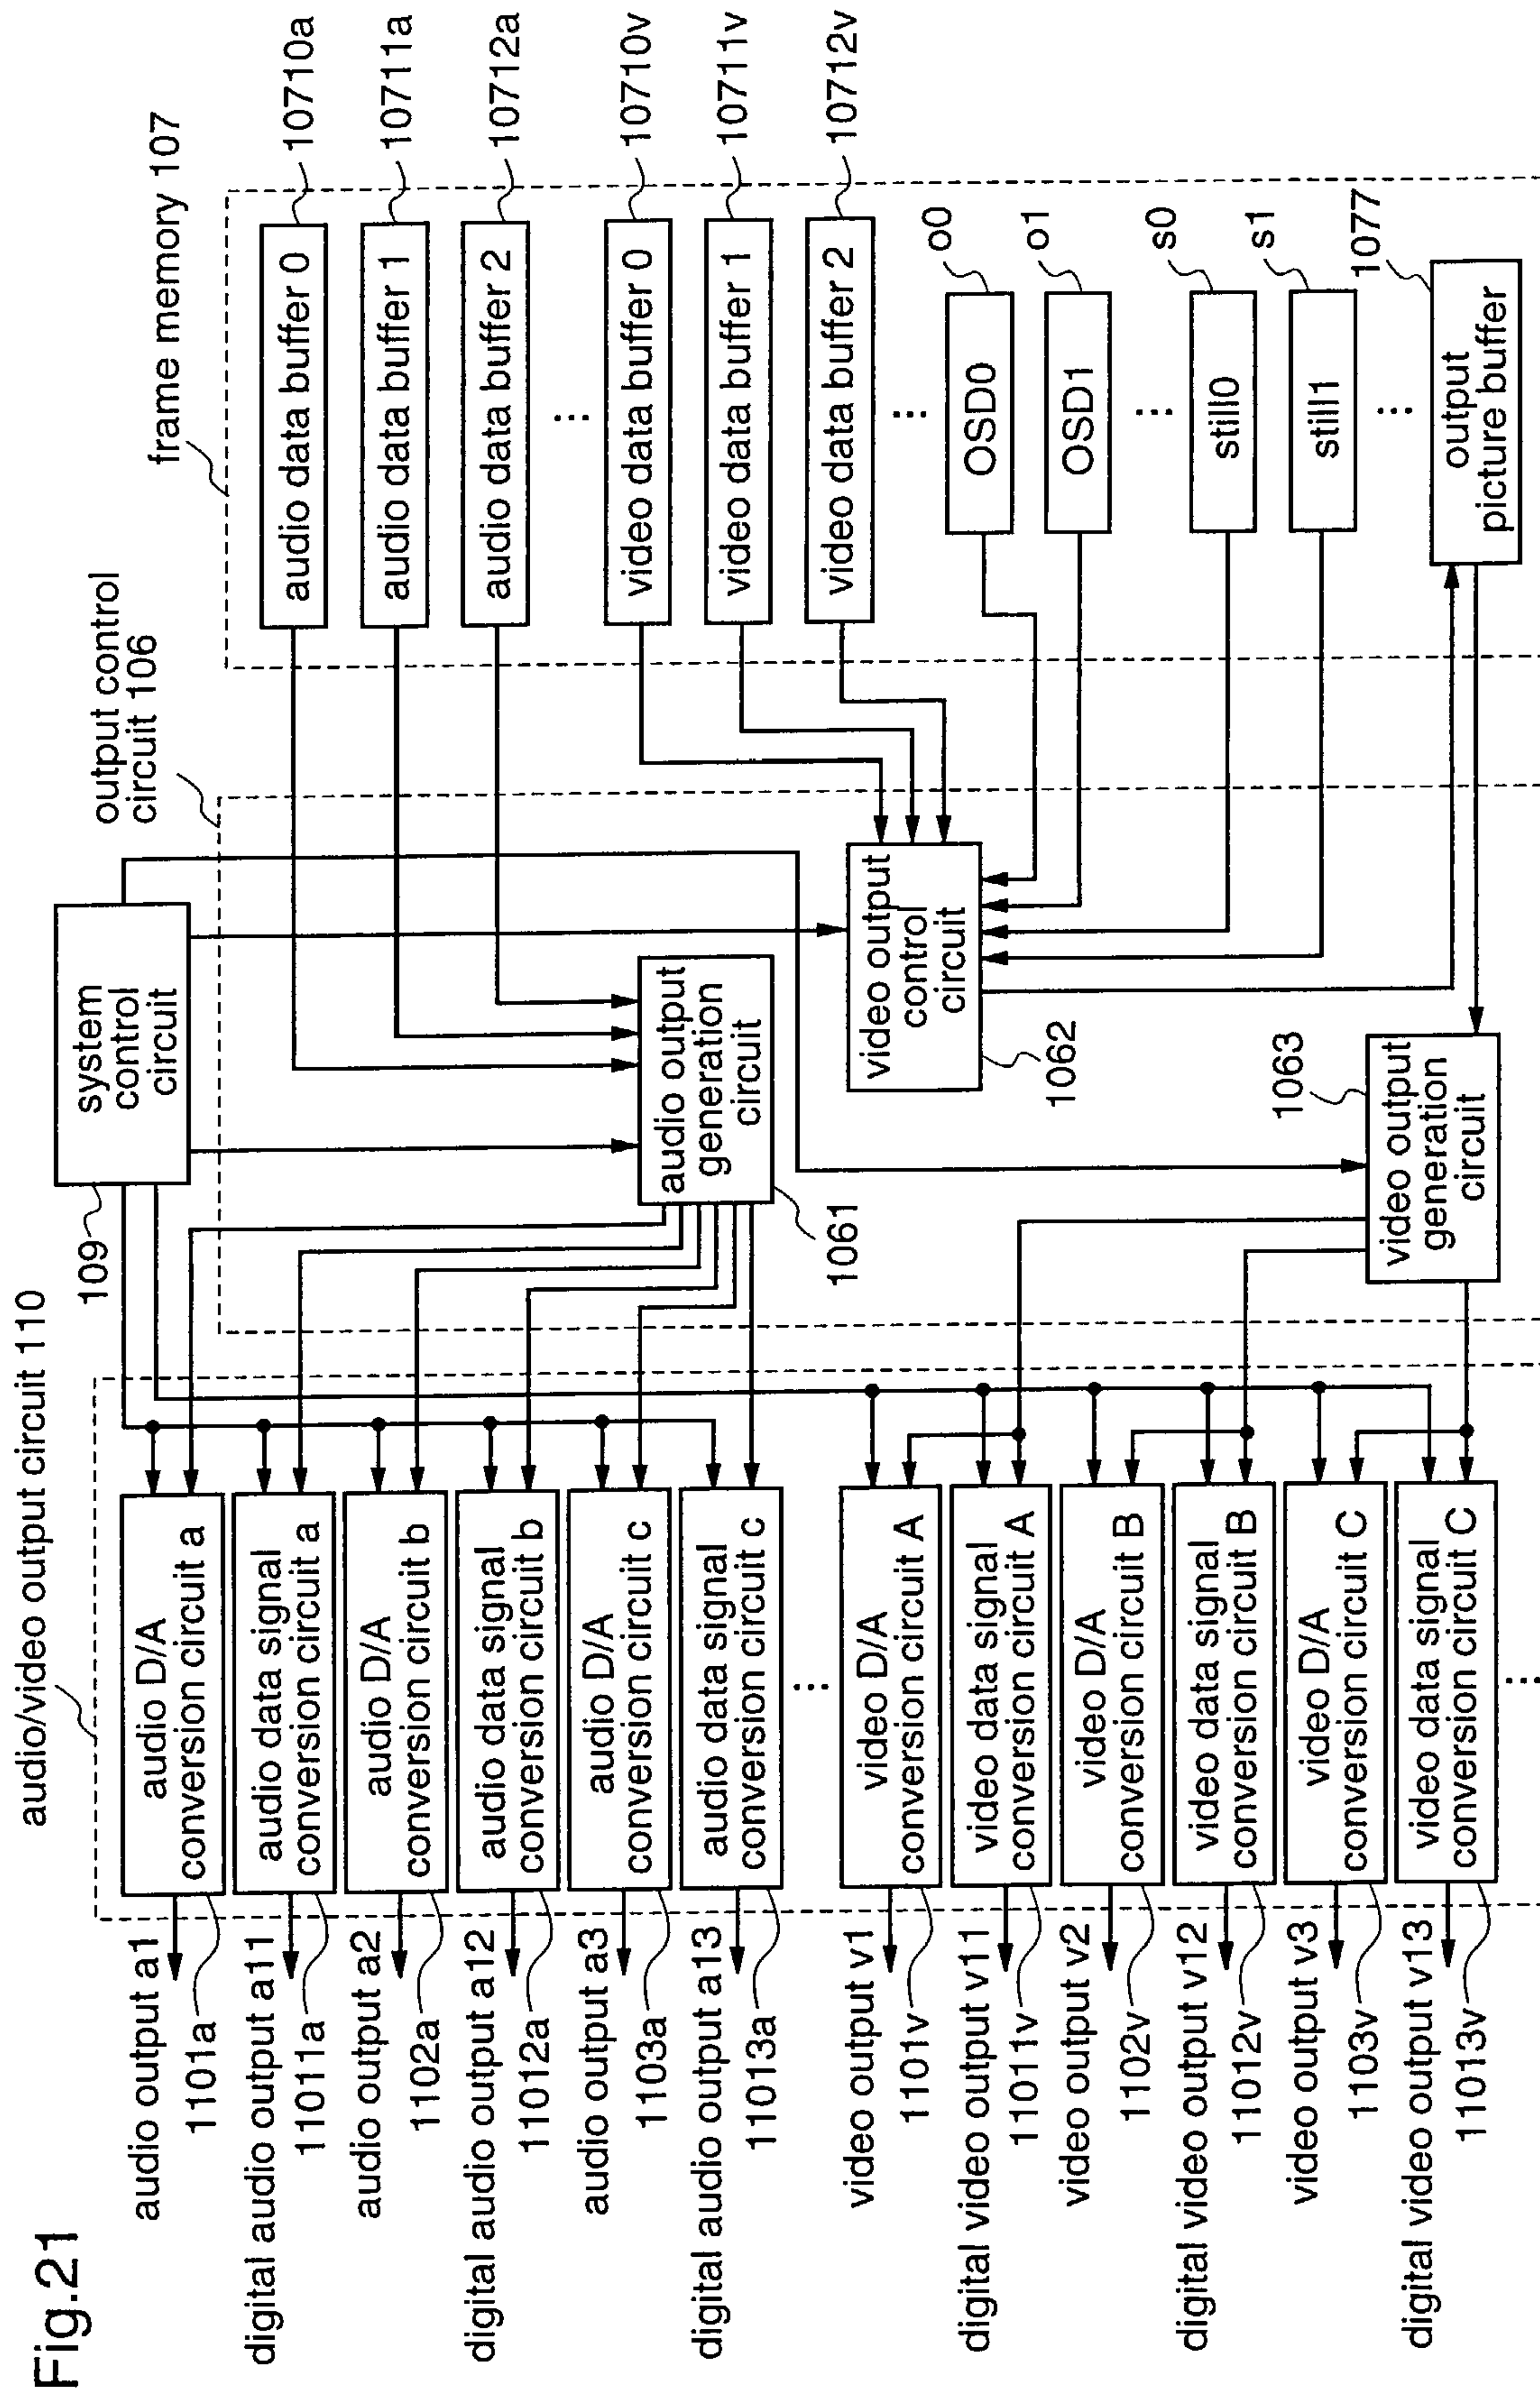 Fig.21
audio/video output circuit 110
109
system
control
circuit
output control
circuit 106
frame memory 107
audio output a1
1101a
audio D/A
conversion circuit a
digital audio output a11
11011a
audio data signal
conversion circuit a
audio output a2
1102a
audio D/A
conversion circuit b
digital audio output a12
11012a
audio data signal
conversion circuit b
audio output a3
1103a
audio D/A
conversion circuit c
digital audio output a13
11013a
audio data signal
conversion circuit c
...
video output v1
1101v
video D/A
conversion circuit A
digital video output v11
11011v
video data signal
conversion circuit A
video output v2
1102v
video D/A
conversion circuit B
digital video output v12
11012v
video data signal
conversion circuit B
video output v3
1103v
video D/A
conversion circuit C
digital video output v13
11013v
video data signal
conversion circuit C
...
audio output
generation
circuit
1061
video output
control
circuit
1062
1063
video output
generation
circuit
audio data buffer 0
10710a
audio data buffer 1
10711a
audio data buffer 2
10712a
...
video data buffer 0
10710v
video data buffer 1
10711v
video data buffer 2
10712v
...
OSD0
o0
OSD1
o1
...
still0
s0
still1
s1
...
output
picture buffer
1077